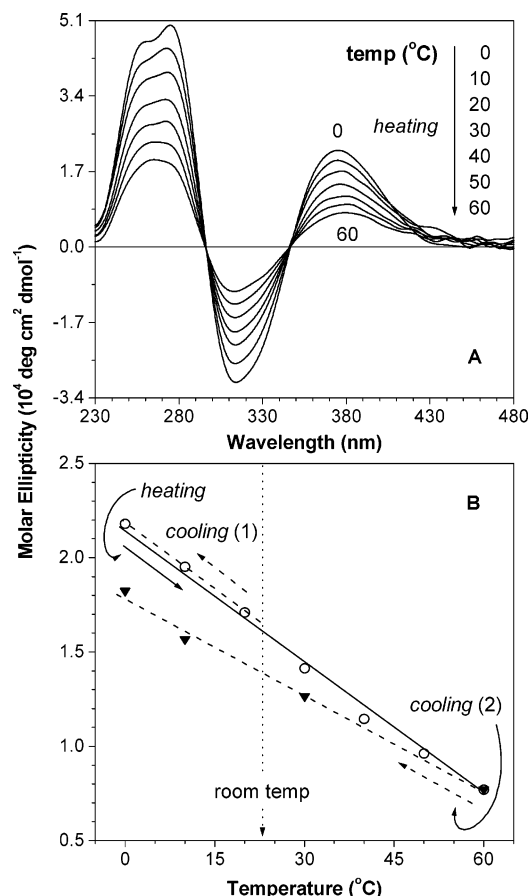 5.1
3.4
1.7
0.0
-1.7
-3.4
temp (°C)
0
10
20
30
40
50
60
heating
0
60
A
230 280 330 380 430 480
Wavelength (nm)
Molar Ellipticity (10⁴ deg cm² dmol⁻¹)
2.5
2.0
1.5
1.0
0.5
heating
B
cooling (1)
cooling (2)
room temp
0 15 30 45 60
Temperature (°C)